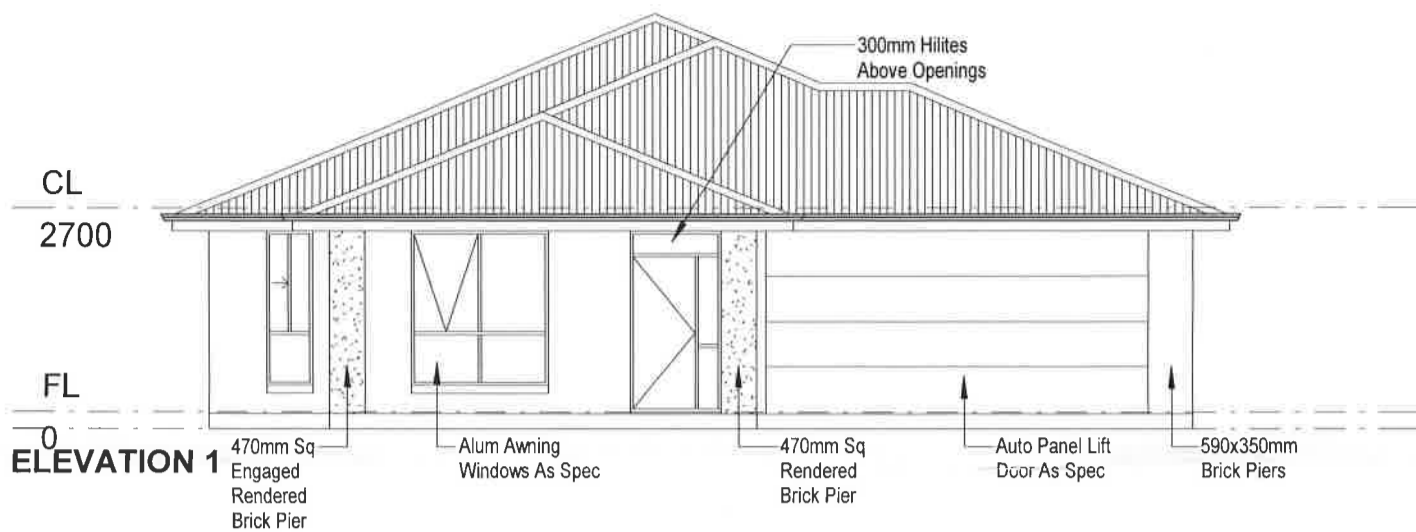 300mm Hilites
Above Openings
CL
2700
FL
0
ELEVATION 1
470mm Sq
Engaged
Rendered
Brick Pier
Alum Awning
Windows As Spec
470mm Sq
Rendered
Brick Pier
Auto Panel Lift
Door As Spec
590x350mm
Brick Piers